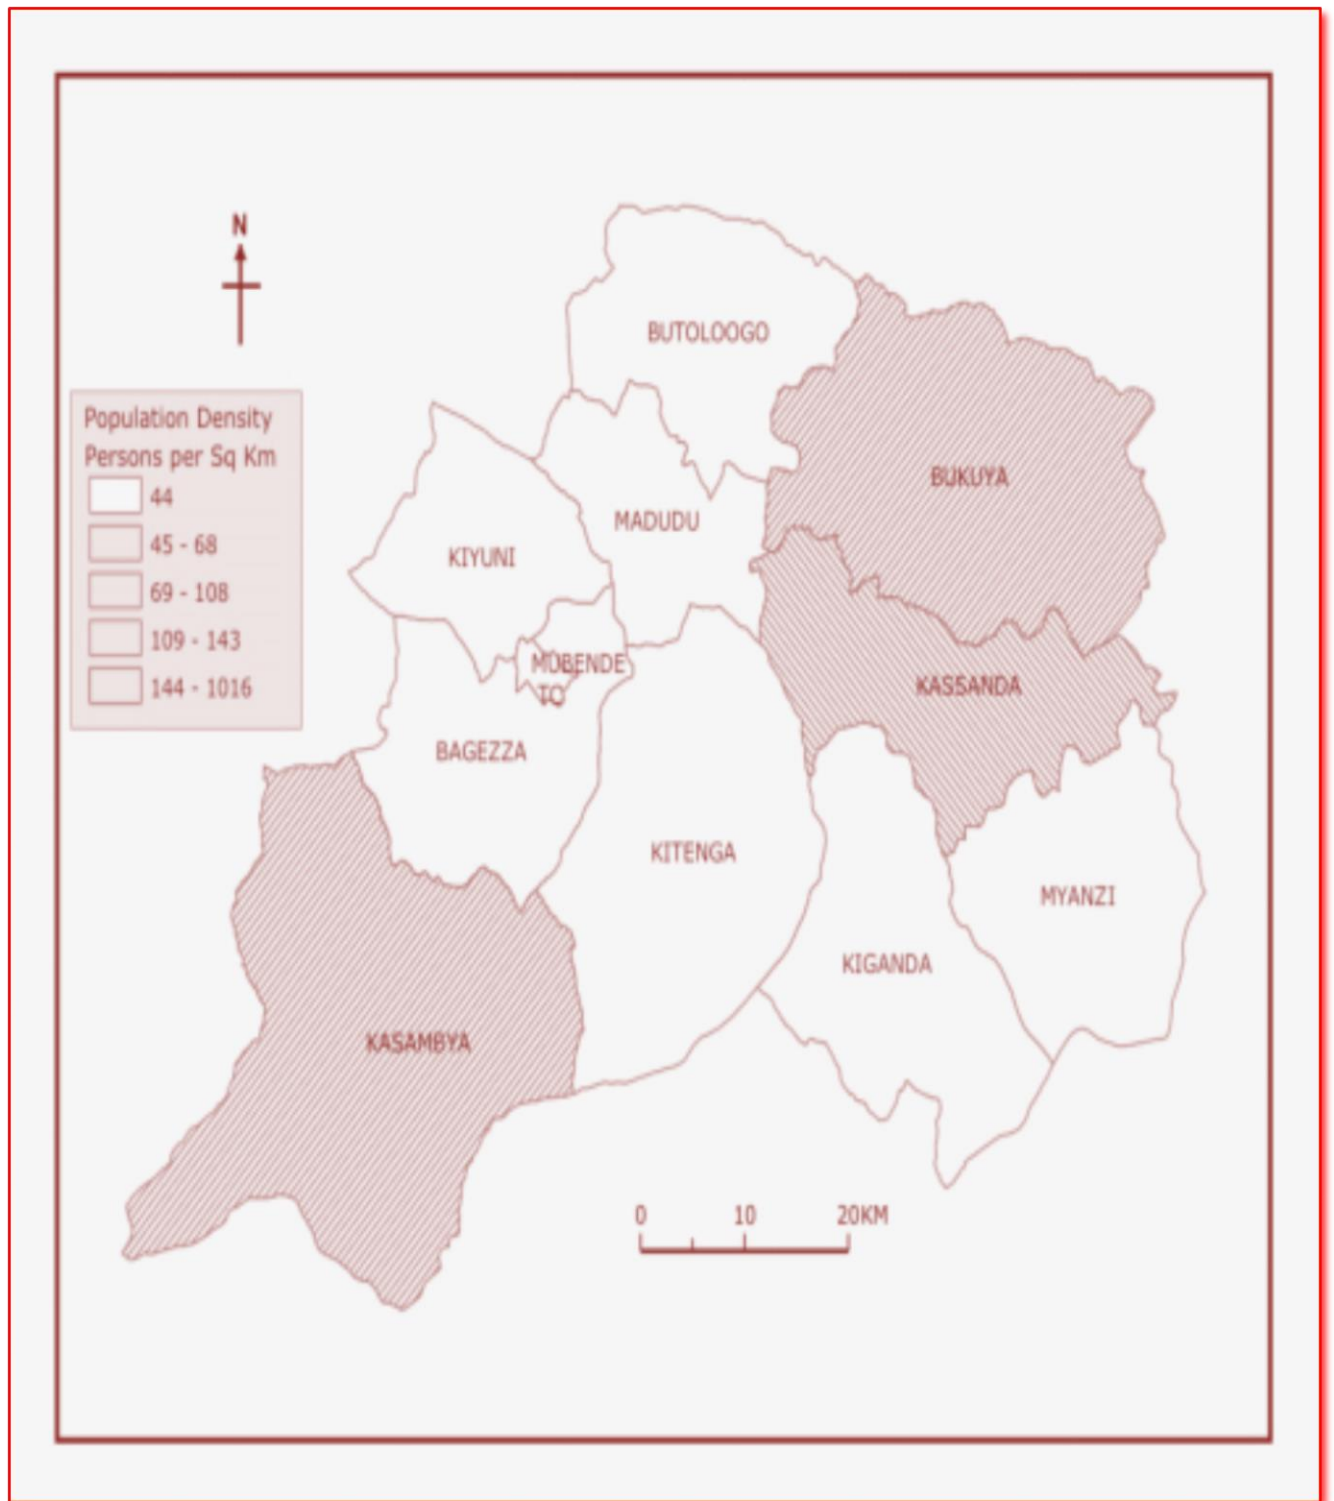 N
BUTOLOOGO
Population Density
Persons per Sq Km
44
45 - 68
69 - 108
109 - 143
144 - 1016
BUKUYA
MADUDU
KIYUNI
MUBENDE
TC
KASSANDA
BAGEZZA
KITENGA
MYANZI
KIGANDA
KASAMBYA
0 10 20KM